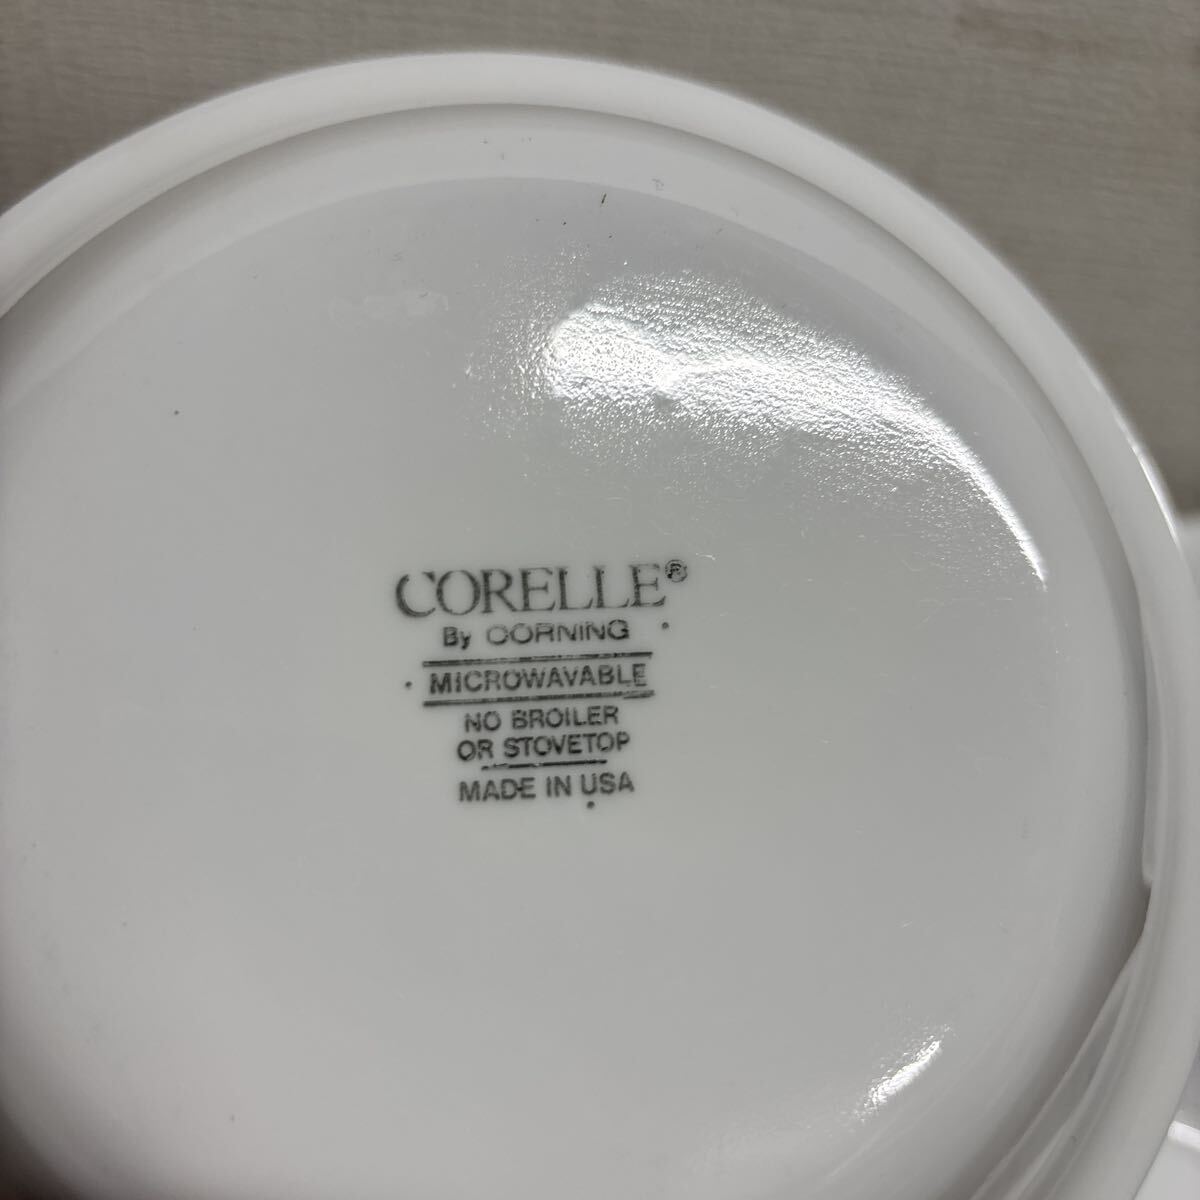 CORELLE®
By CORNING
MICROWAVABLE
NO BROILER
OR STOVETOP
MADE IN USA